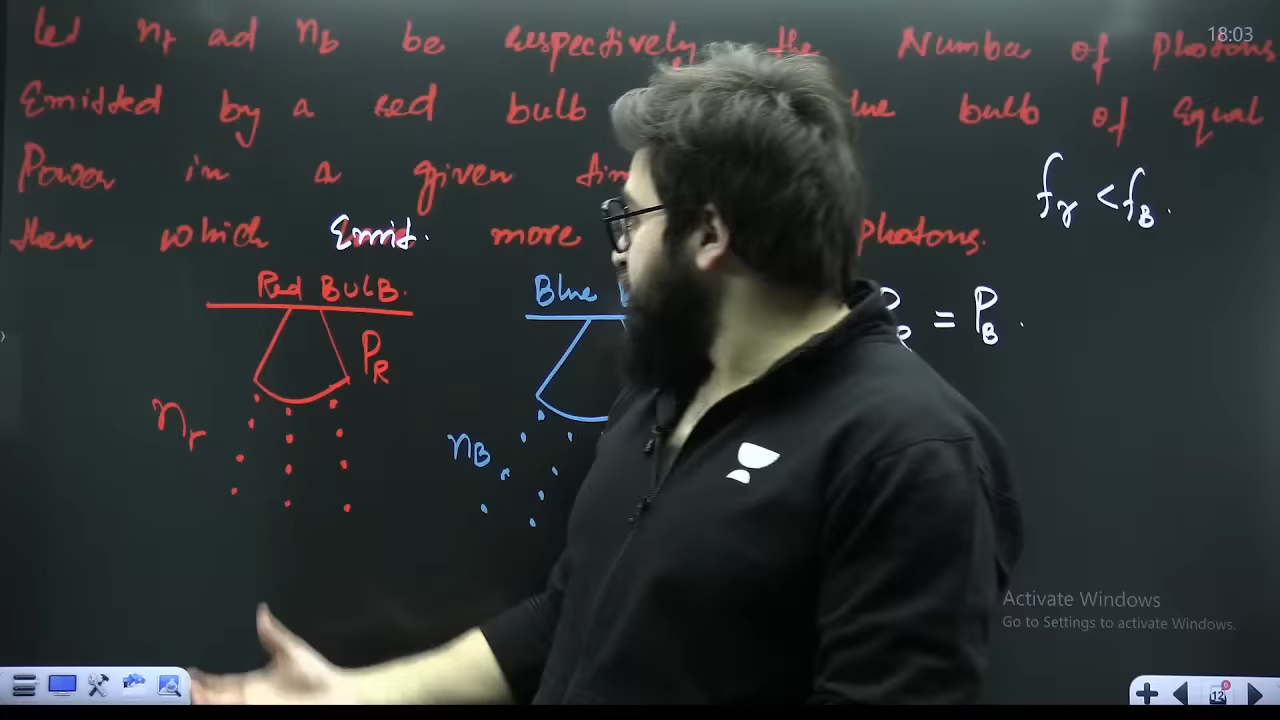 18:03
Let nr ad nb be respectively the Number of Photons
Emitted by a red bulb bulb of Equal
Power in a given
then which Emit. more photons.
fr < fB.
Red BULB.
Blue
PR
= PB.
nr
nB
Activate Windows
Go to Settings to activate Windows.
12